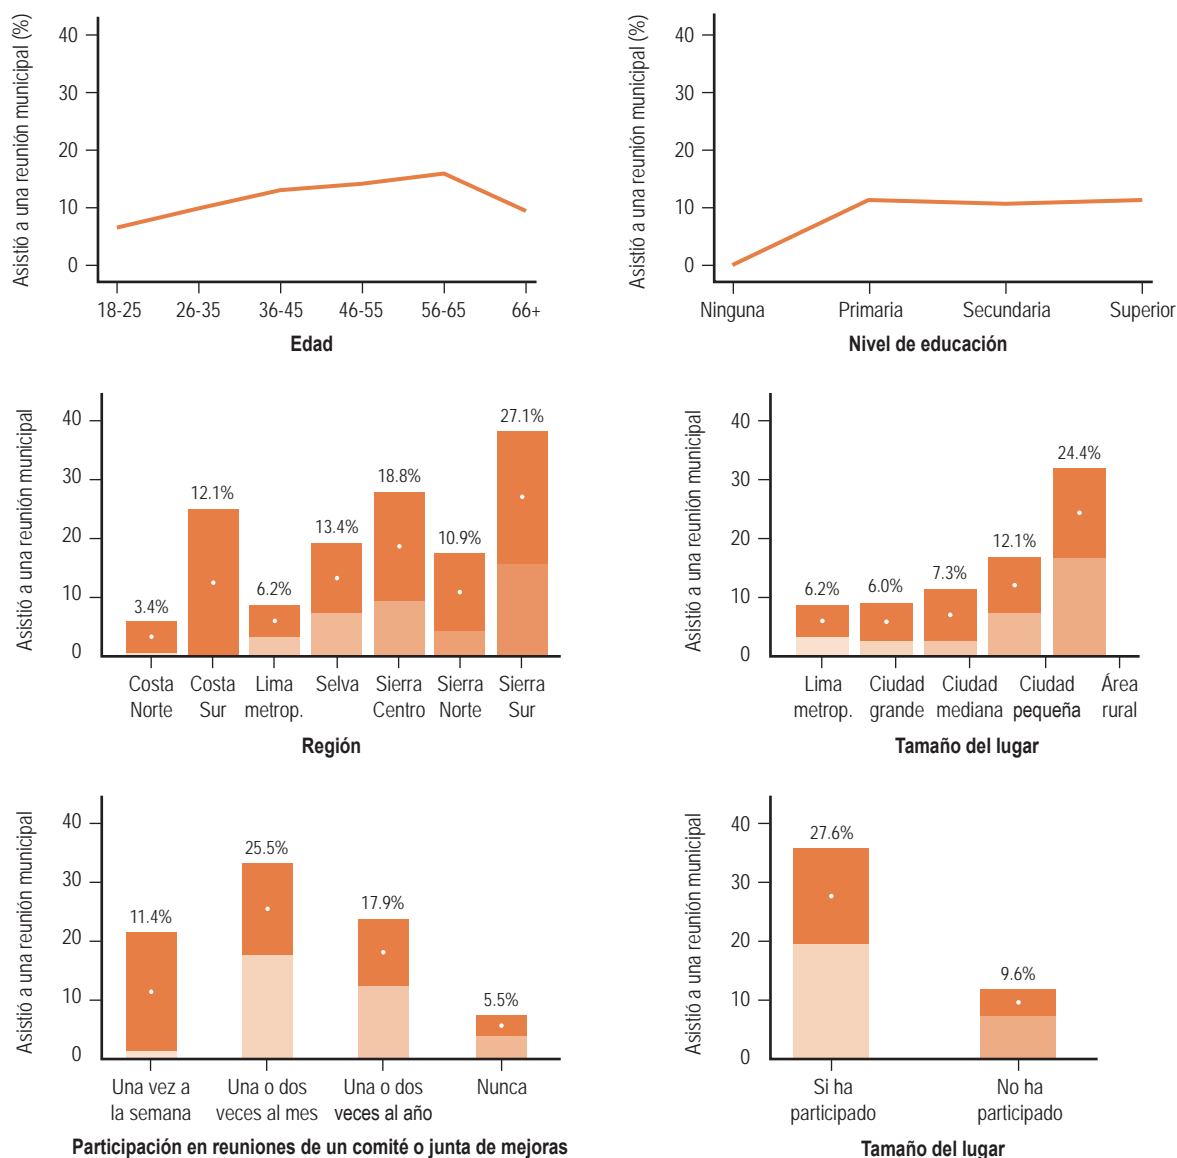 Asistió a una reunión municipal (%)
40
30
20
10
0
18-25
26-35
36-45
46-55
56-65
66+
Edad
Asistió a una reunión municipal (%)
40
30
20
10
0
Ninguna
Primaria
Secundaria
Superior
Nivel de educación
Asistió a una reunión municipal
40
30
20
10
0
3.4%
12.1%
6.2%
13.4%
18.8%
10.9%
27.1%
Costa
Norte
Costa
Sur
Lima
metrop.
Selva
Sierra
Centro
Sierra
Norte
Sierra
Sur
Región
Asistió a una reunión municipal
40
30
20
10
0
6.2%
6.0%
7.3%
12.1%
24.4%
Lima
metrop.
Ciudad
grande
Ciudad
mediana
Ciudad
pequeña
Área
rural
Tamaño del lugar
Asistió a una reunión municipal
40
30
20
10
0
11.4%
25.5%
17.9%
5.5%
Una vez a
la semana
Una o dos
veces al mes
Una o dos
veces al año
Nunca
Participación en reuniones de un comité o junta de mejoras
Asistió a una reunión municipal
40
30
20
10
0
27.6%
9.6%
Si ha
participado
No ha
participado
Tamaño del lugar